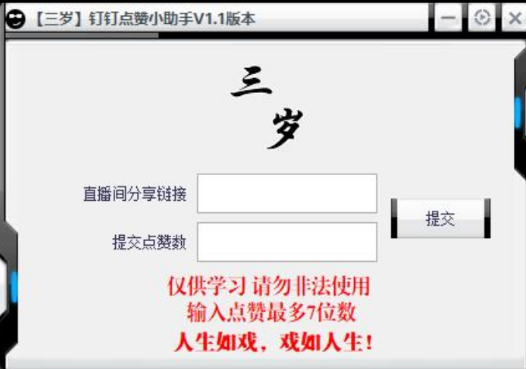 【三岁】钉钉点赞小助手V1.1版本
三
岁
直播间分享链接
提交点赞数
提交
仅供学习 请勿非法使用
输入点赞最多7位数
人生如戏，戏如人生！